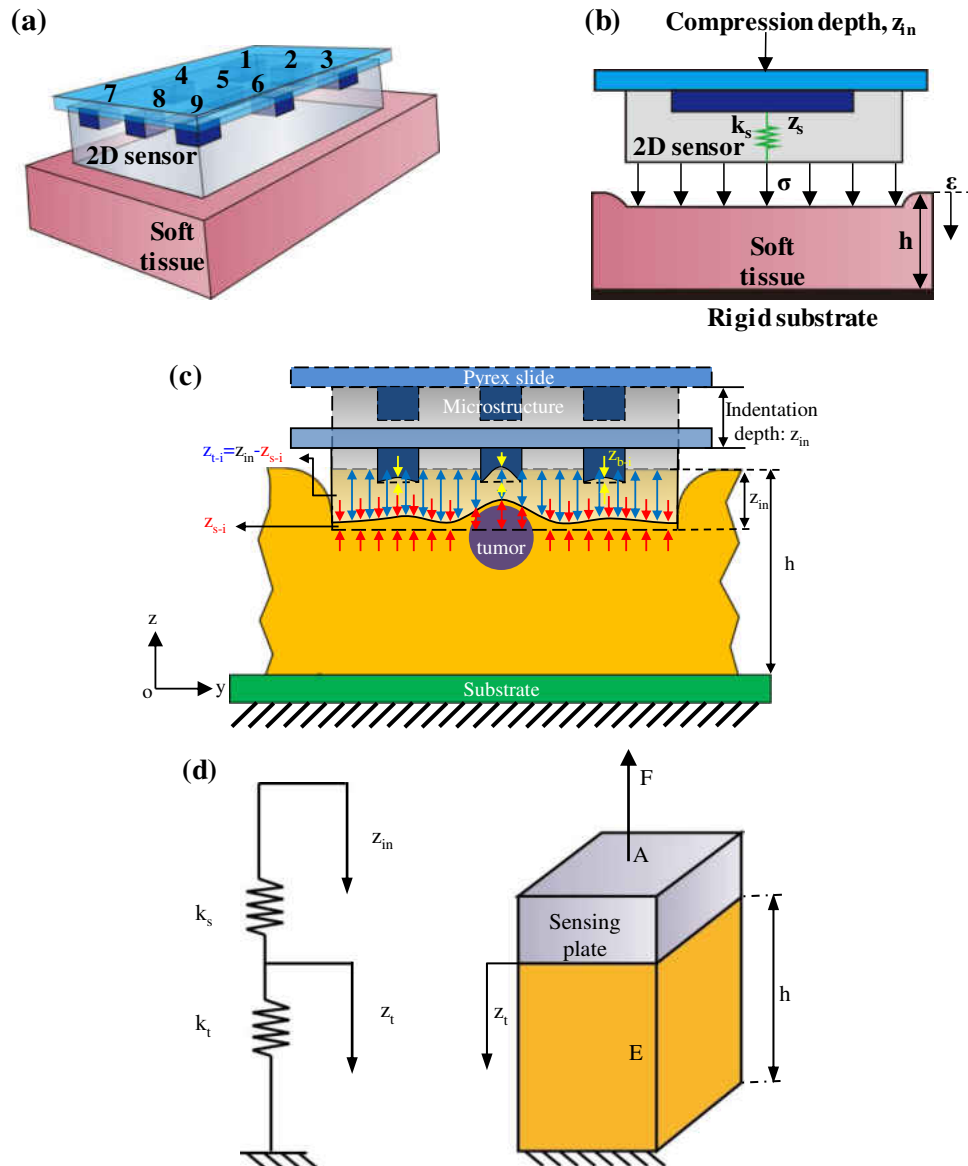 (a)
1
2
3
4
5
6
7
8
9
2D sensor
Soft
tissue
(b)
Compression depth, z_in
k_s
z_s
2D sensor
σ
ε
h
Soft
tissue
Rigid substrate
(c)
Pyrex slide
Microstructure
Indentation
depth: z_in
z_t-i=z_in-z_s-i
z_b-i
z_in
z_s-i
tumor
h
z
o
y
Substrate
(d)
F
z_in
A
k_s
Sensing
plate
h
k_t
z_t
z_t
E